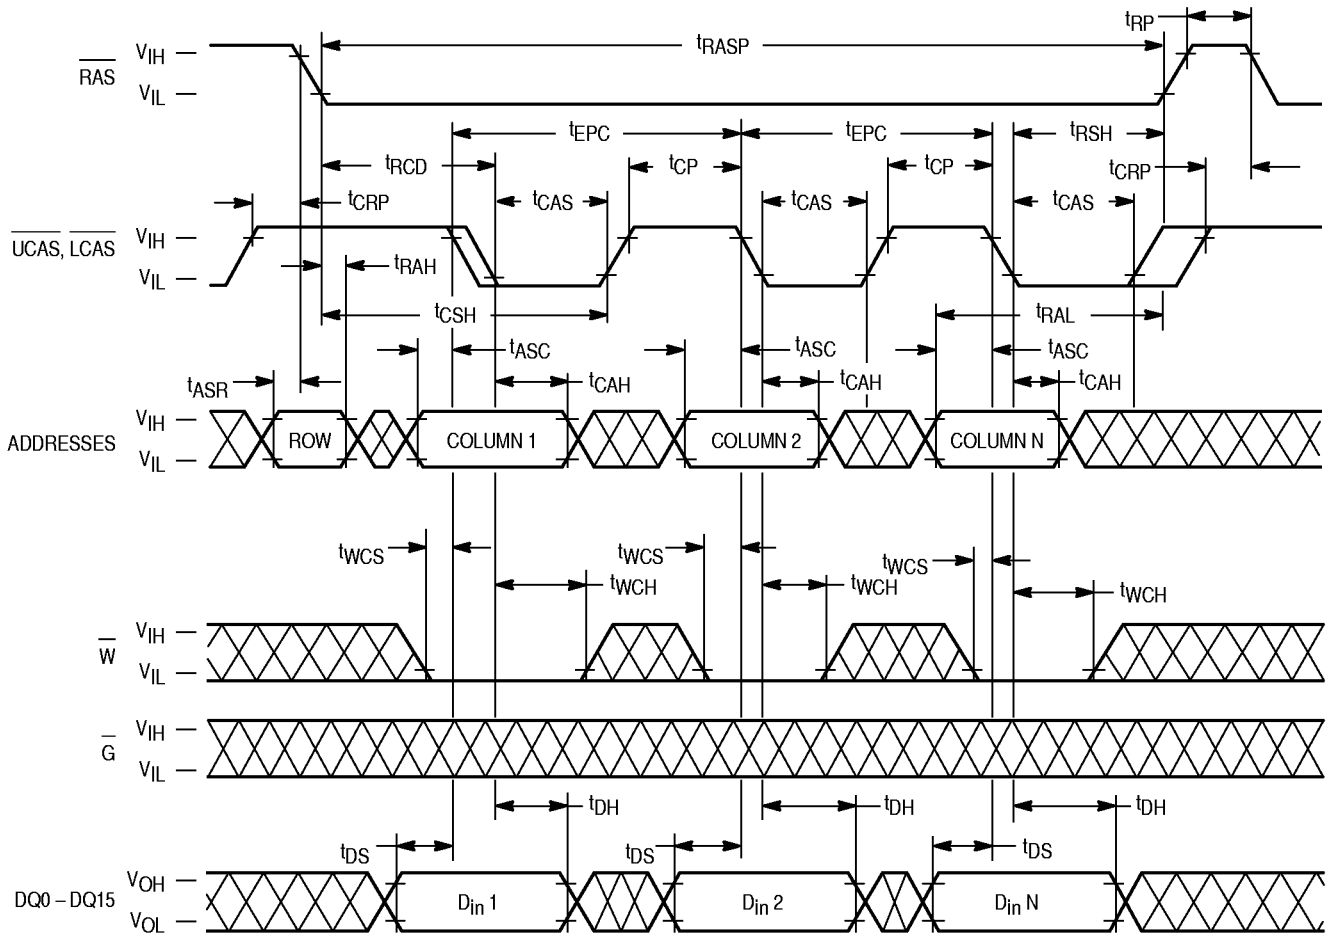 tRP
VIH
tRASP
RAS
VIL
tEPC tEPC tRSH
tRCD tCP tCP tCRP
tCRP tCAS tCAS tCAS
UCAS, LCAS VIH
tRAH
VIL
tCSH tRAL
tASC tASC tASC
tASR tCAH tCAH tCAH
VIH
ADDRESSES ROW COLUMN 1 COLUMN 2 COLUMN N
VIL
tWCS tWCS tWCS
tWCH tWCH tWCH
VIH
W
VIL
VIH
G
VIL
tDH tDH tDH
tDS tDS tDS
VOH
DQ0 – DQ15 Din 1 Din 2 Din N
VOL